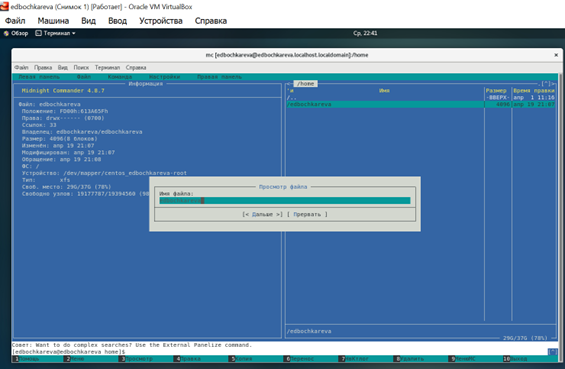 edbochkareva (Снимок 1) [Работает] - Oracle VM VirtualBox
Файл Машина Вид Ввод Устройства Справка
Обзор Терминал Ср, 22:41
mc [edbochkareva@edbochkareva.localhost.localdomain]:/home
Файл Правка Вид Поиск Терминал Справка
Левая панель Файл Команда Настройки Правая панель
Информация
Midnight Commander 4.8.7
Файл: edbochkareva
Положение: FD00h:613A65Fh
Права: drwx------ (0700)
Ссылок: 33
Владелец: edbochkareva/edbochkareva
Размер: 4096(8 блоков)
Изменён: апр 19 21:07
Модифицирован: апр 19 21:07
Обращение: апр 19 21:08
ФС: /
Устройство: /dev/mapper/centos_edbochkareva-root
Тип: xfs
Своб. место: 29G/37G (78%)
Свободно узлов: 19177787/19394560 (98
/home
'и Имя Размер Время правки
/.. -ВВЕРХ- апр 1 11:16
/edbochkareva 4096 апр 19 21:07
Просмотр файла
Имя файла:
edbochkareva
[< Дальше >] [ Прервать ]
/edbochkareva
29G/37G (78%)
Совет: Want to do complex searches? Use the External Panelize command.
[edbochkareva@edbochkareva home]$
1Помощь 2Меню 3Просмотр 4Правка 5Копия 6Перенос 7НвКтлог 8Удалить 9МенюMC 10Выход